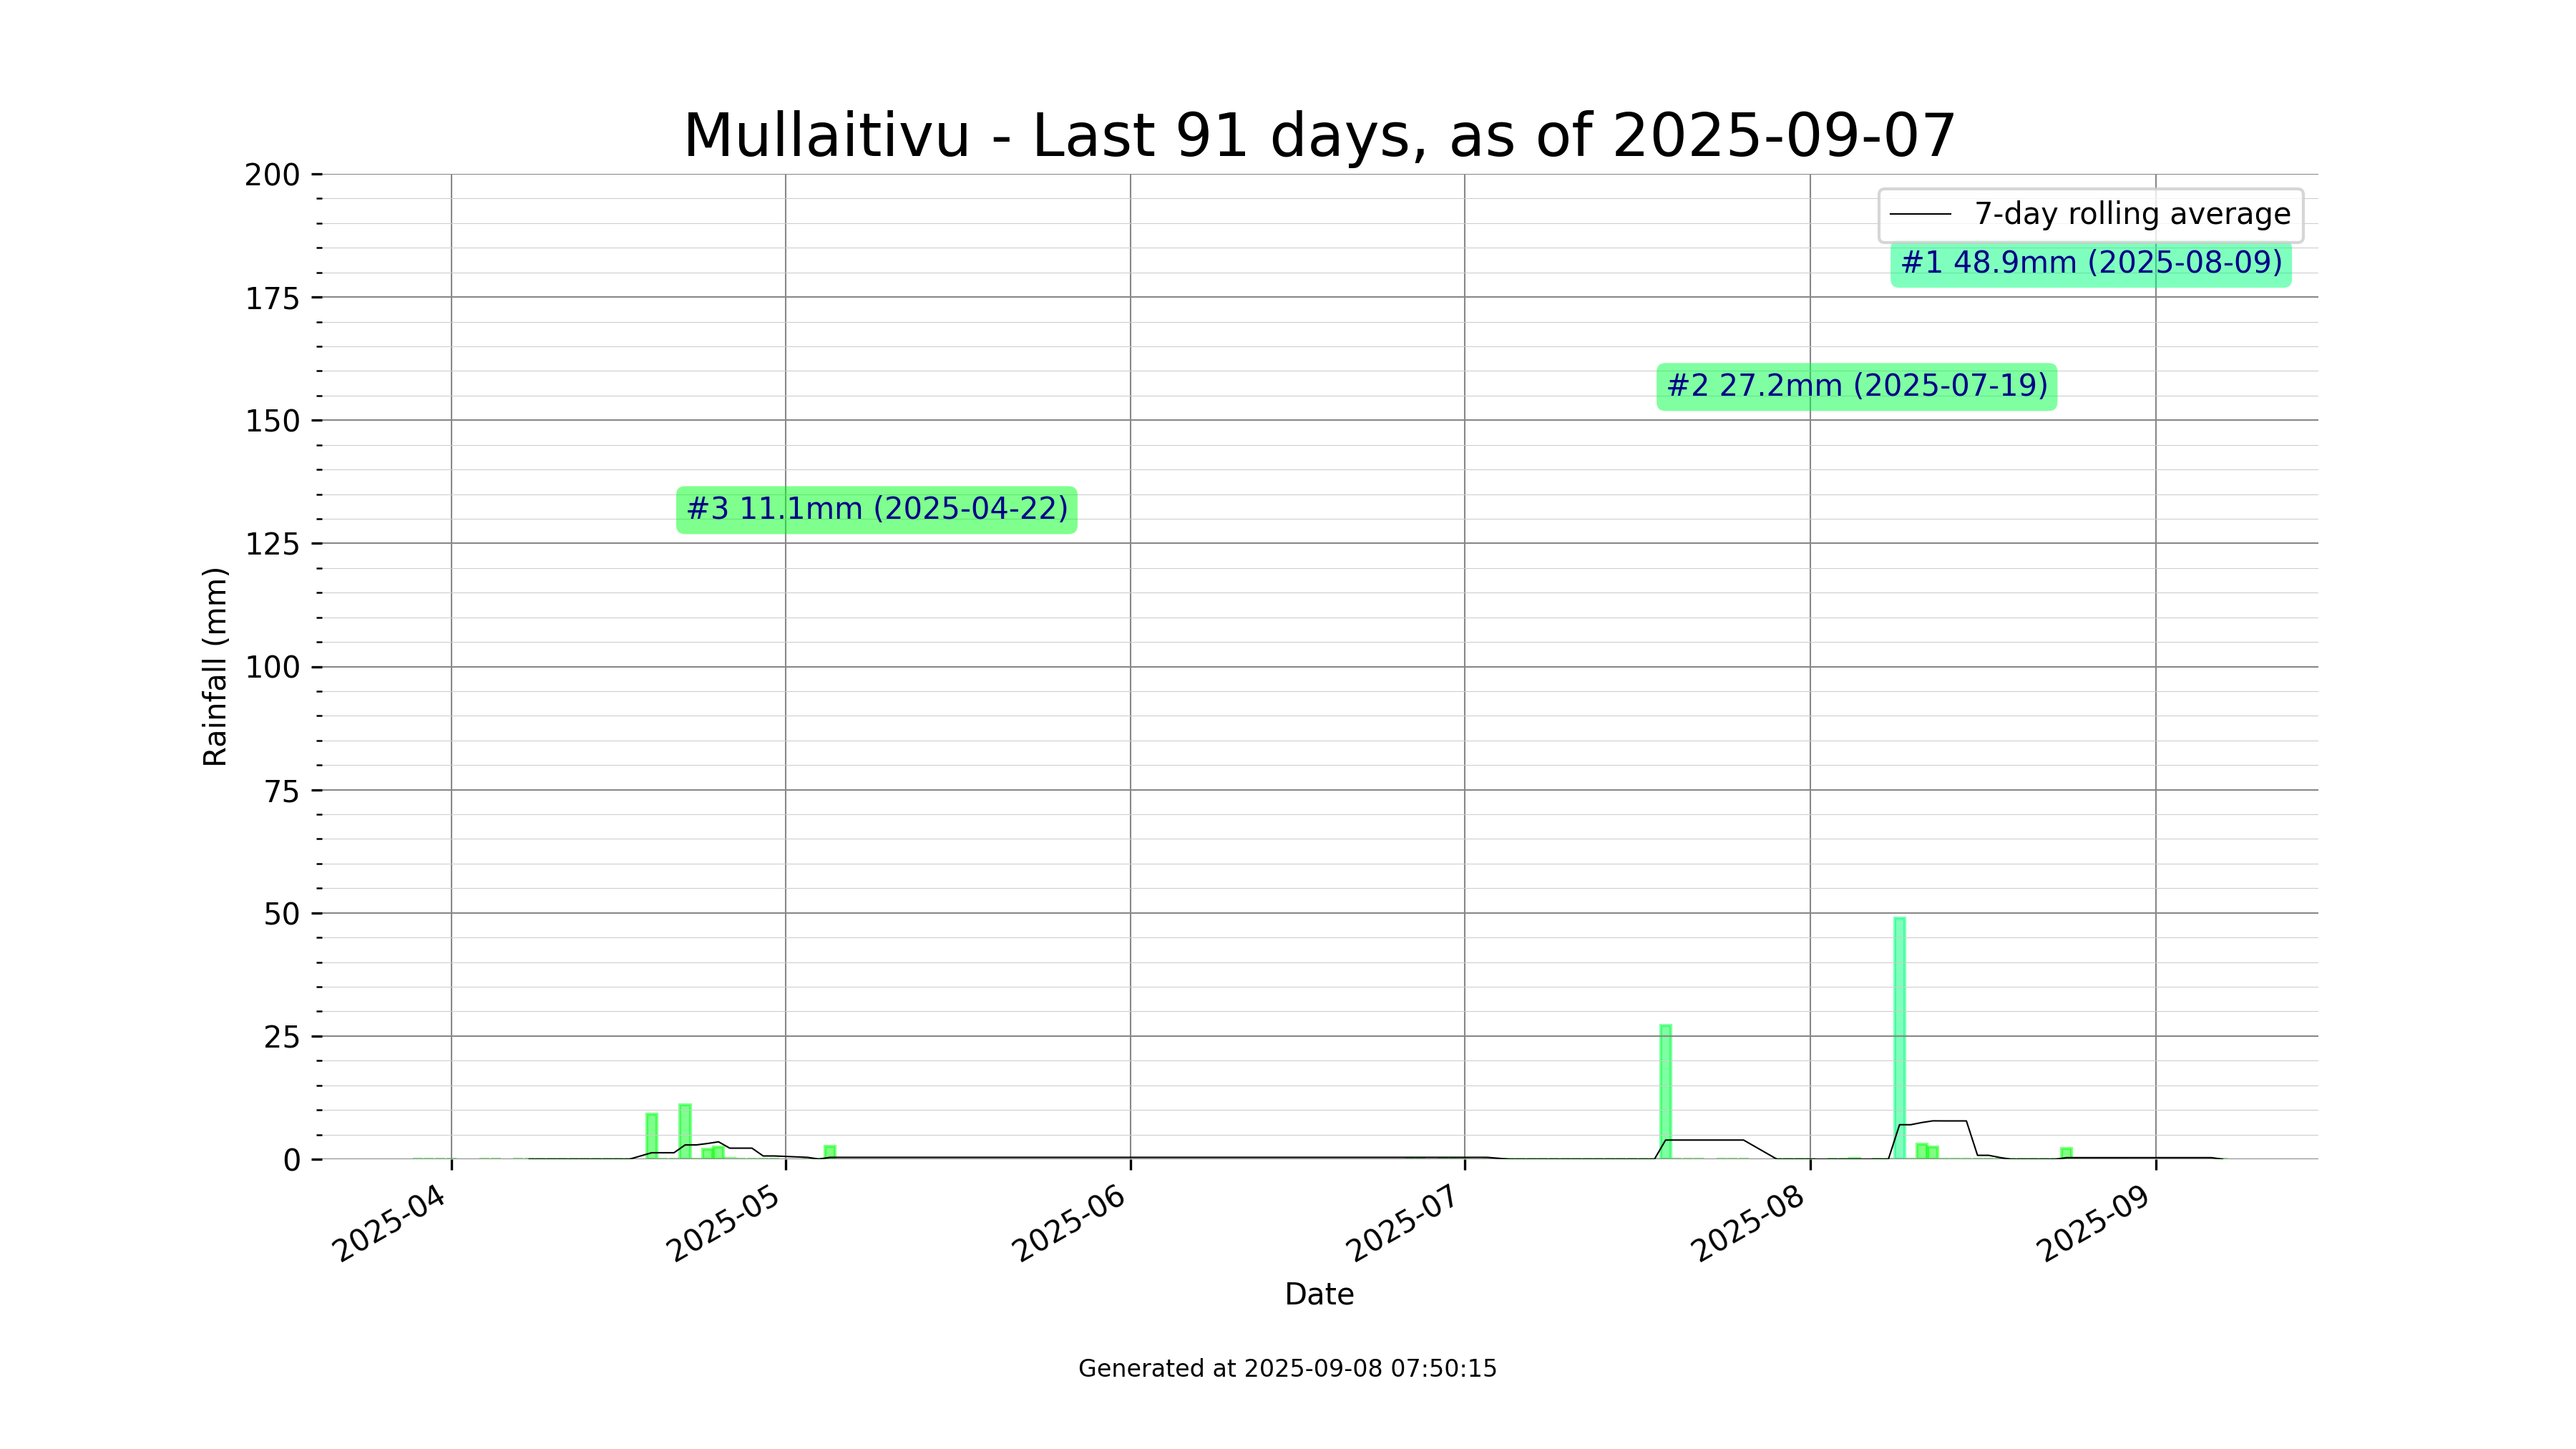 Mullaitivu - Last 91 days, as of 2025-09-07
200
175
150
125
100
75
50
25
0
Rainfall (mm)
7-day rolling average
#1 48.9mm (2025-08-09)
#2 27.2mm (2025-07-19)
#3 11.1mm (2025-04-22)
2025-04
2025-05
2025-06
2025-07
2025-08
2025-09
Date
Generated at 2025-09-08 07:50:15